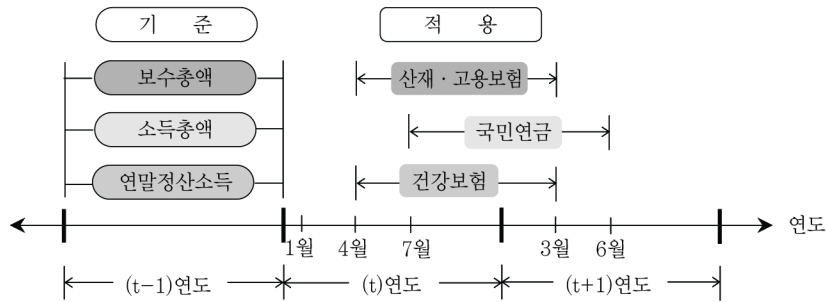 기 준 적 용
보수총액 산재·고용보험
소득총액 국민연금
연말정산소득 건강보험
연도
1월 4월 7월 3월 6월
(t-1)연도 (t)연도 (t+1)연도